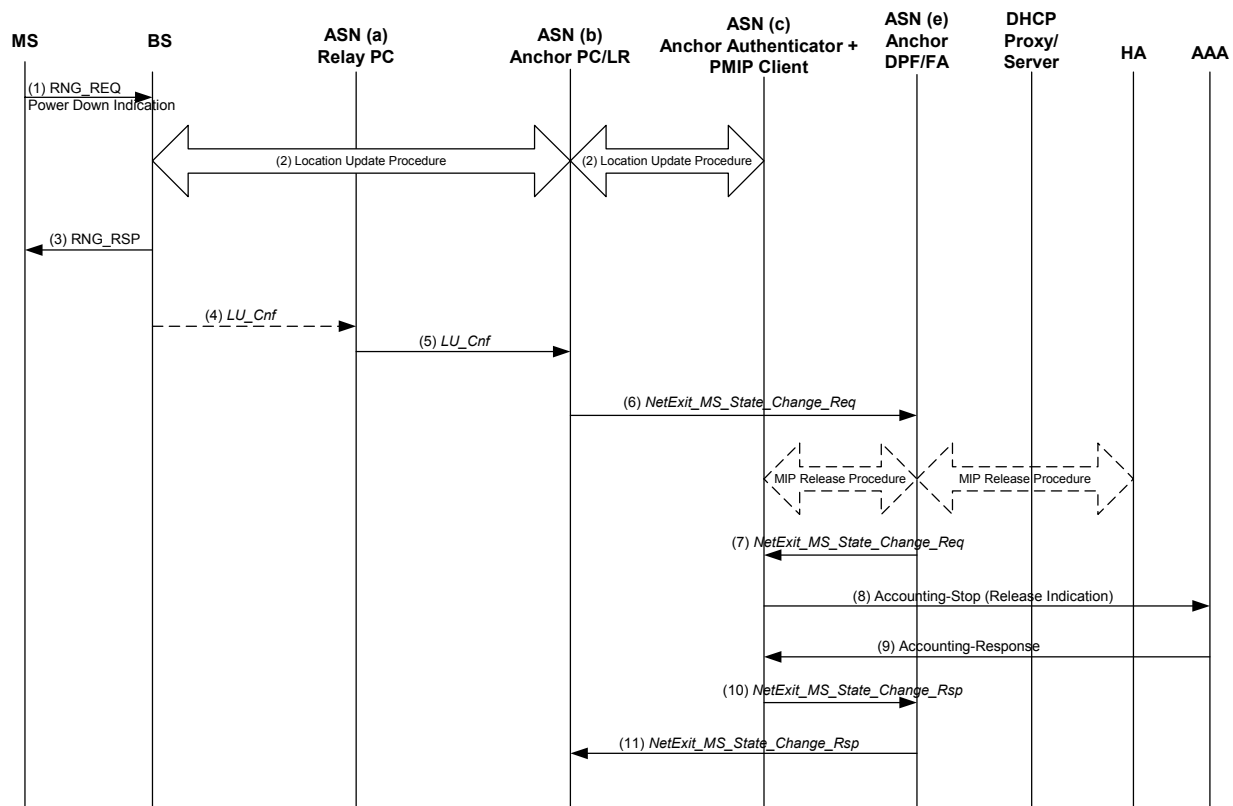 MS
BS
ASN (a)
Relay PC
ASN (b)
Anchor PC/LR
ASN (c)
Anchor Authenticator +
PMIP Client
ASN (e)
Anchor
DPF/FA
DHCP
Proxy/
Server
HA
AAA
(1) RNG_REQ
Power Down Indication
(2) Location Update Procedure
(2) Location Update Procedure
(3) RNG_RSP
(4) LU_Cnf
(5) LU_Cnf
(6) NetExit_MS_State_Change_Req
MIP Release Procedure
MIP Release Procedure
(7) NetExit_MS_State_Change_Req
(8) Accounting-Stop (Release Indication)
(9) Accounting-Response
(10) NetExit_MS_State_Change_Rsp
(11) NetExit_MS_State_Change_Rsp